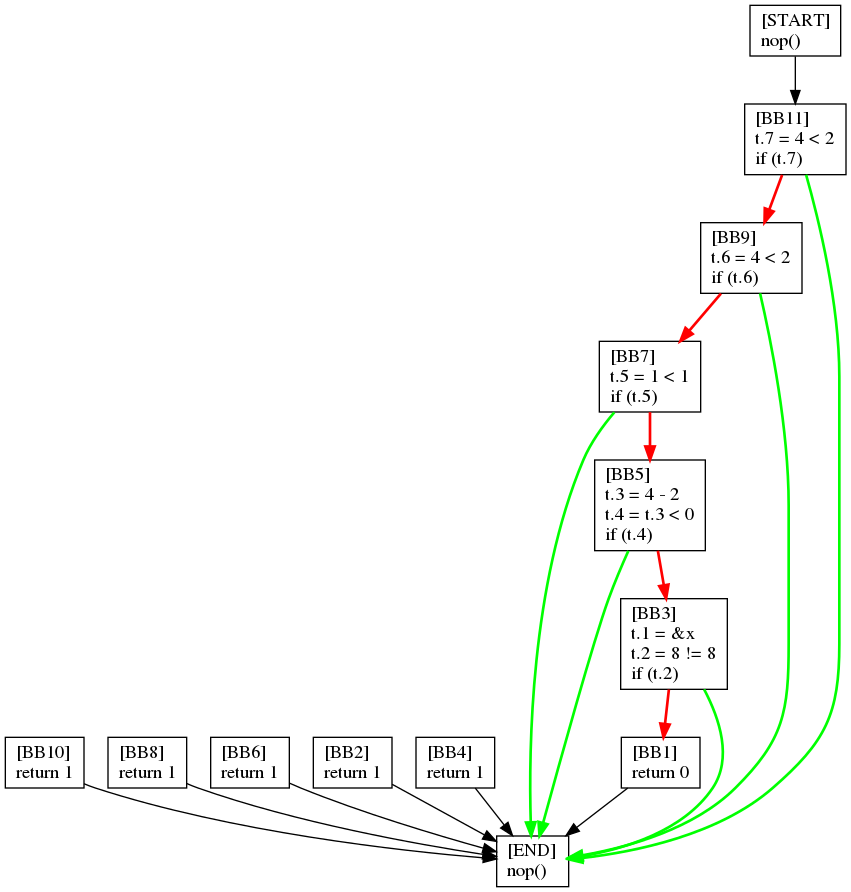 [START]
nop()
[BB11]
t.7 = 4 < 2
if (t.7)
[BB9]
t.6 = 4 < 2
if (t.6)
[BB7]
t.5 = 1 < 1
if (t.5)
[BB5]
t.3 = 4 - 2
t.4 = t.3 < 0
if (t.4)
[BB3]
t.1 = &x
t.2 = 8 != 8
if (t.2)
[BB10]
return 1
[BB8]
return 1
[BB6]
return 1
[BB2]
return 1
[BB4]
return 1
[BB1]
return 0
[END]
nop()